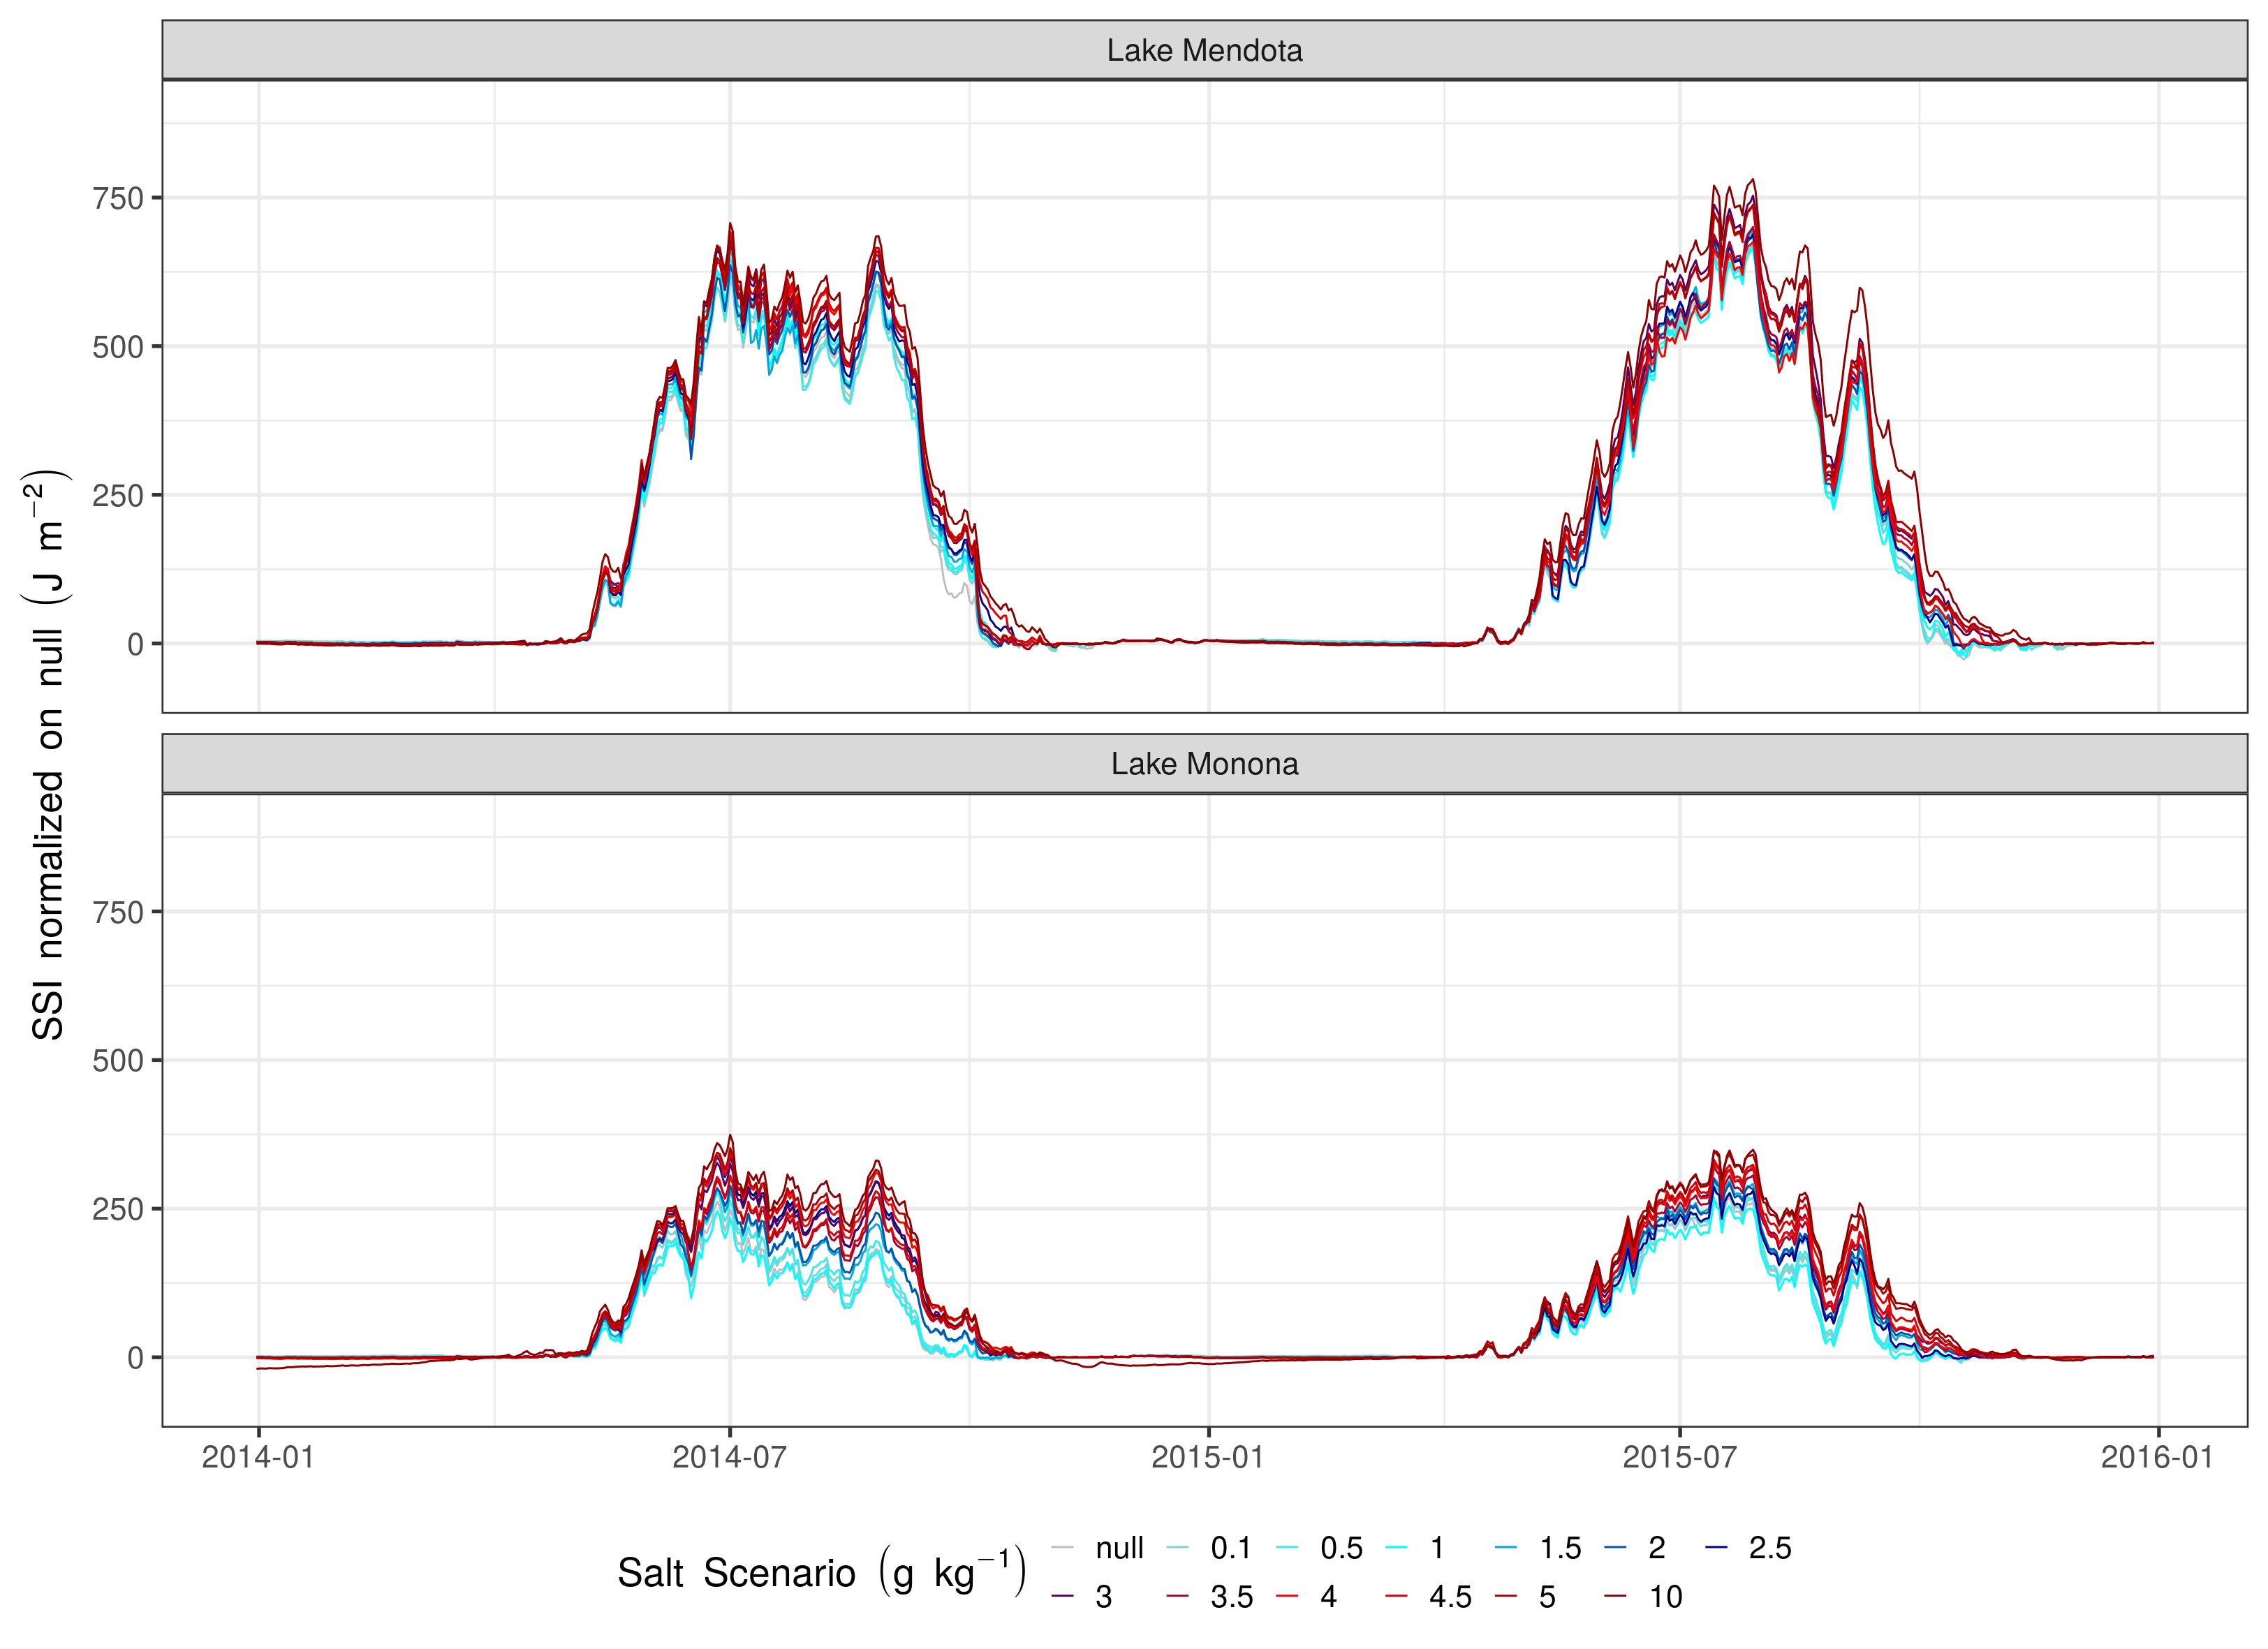 Lake Mendota
750
500
250
0
SSI normalized on null (J m⁻²)
Lake Monona
750
500
250
0
2014-01 2014-07 2015-01 2015-07 2016-01
Salt Scenario (g kg⁻¹)
null 0.1 0.5 1 1.5 2 2.5
3 3.5 4 4.5 5 10